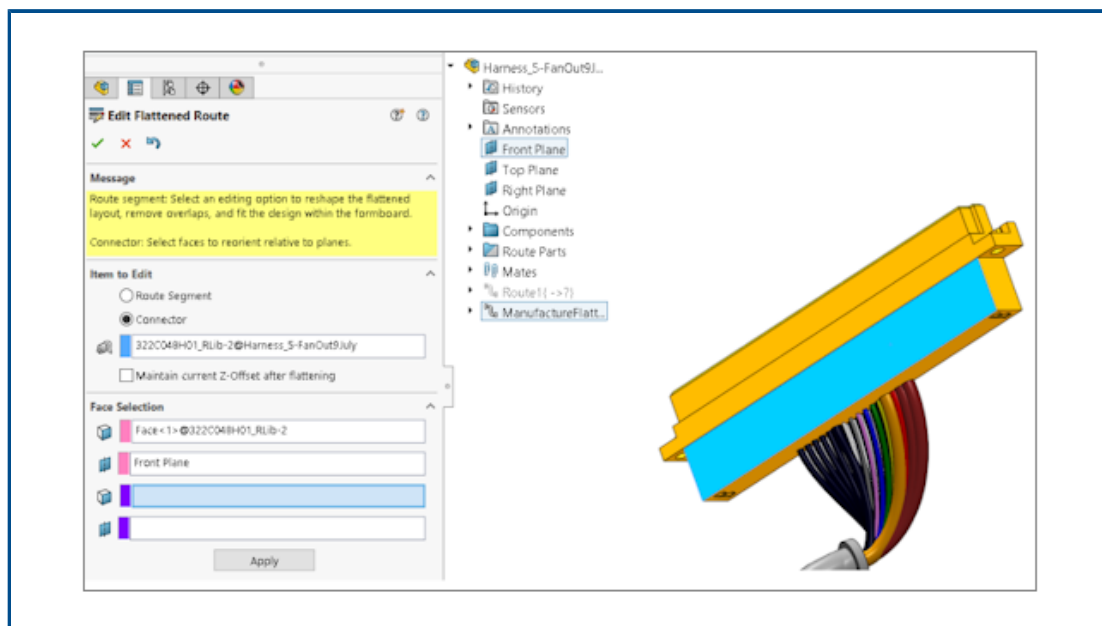 Edit Flattened Route
Message
Route segment: Select an editing option to reshape the flattened
layout, remove overlaps, and fit the design within the formboard.
Connector: Select faces to reorient relative to planes.
Item to Edit
Route Segment
Connector
322C048H01_RLib-2@Harness_5-FanOut9July
Maintain current Z-Offset after flattening
Face Selection
Face<1>@322C048H01_RLib-2
Front Plane
Apply
Harness_5-FanOut9J...
History
Sensors
Annotations
Front Plane
Top Plane
Right Plane
Origin
Components
Route Parts
Mates
Route1( ->?)
ManufactureFlatt..